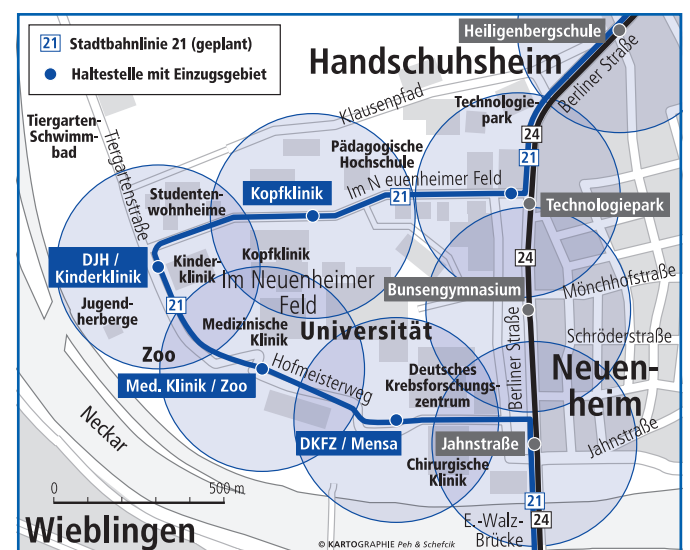 21 Stadtbahnlinie 21 (geplant)
Haltestelle mit Einzugsgebiet
Heiligenbergschule
Handschuhsheim
Berliner Straße
Klausenpfad
Technologie-
park
24
21
Tiergarten-
Schwimm-
bad
Tiergartenstraße
Pädagogische
Hochschule
Im Neuenheimer Feld
21
Studenten-
wohnheime
Kopfklinik
Technologiepark
DJH /
Kinderklinik
Kinder-
klinik
Kopfklinik
24
Im Neuenheimer
Feld
Bunsengymnasium
Mönchhofstraße
21
Jugend-
herberge
Medizinische
Klinik
Universität
Berliner Straße
Schröderstraße
Zoo
Med. Klinik / Zoo
Hofmeisterweg
Deutsches
Krebsforschungs-
zentrum
Neuen-
heim
Neckar
DKFZ / Mensa
Jahnstraße
Jahnstraße
Chirurgische
Klinik
0 500 m
21
24
E.-Walz-
Brücke
Wieblingen
© KARTOGRAPHIE Peh & Schefcik